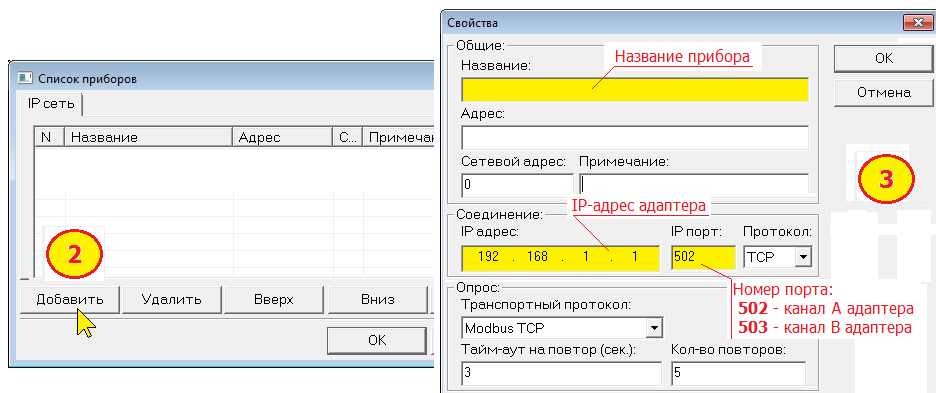 Список приборов
IP сеть
N Название Адрес С... Примечан
2
Добавить Удалить Вверх Вниз
OK
Свойства
Общие:
Название:
Название прибора
Адрес:
Сетевой адрес: Примечание:
0
IP-адрес адаптера
Соединение:
IP адрес: IP порт: Протокол:
192 . 168 . 1 . 1 502 TCP
Номер порта:
502 - канал А адаптера
503 - канал В адаптера
Опрос:
Транспортный протокол:
Modbus TCP
Тайм-аут на повтор (сек.): Кол-во повторов:
3 5
OK
Отмена
3